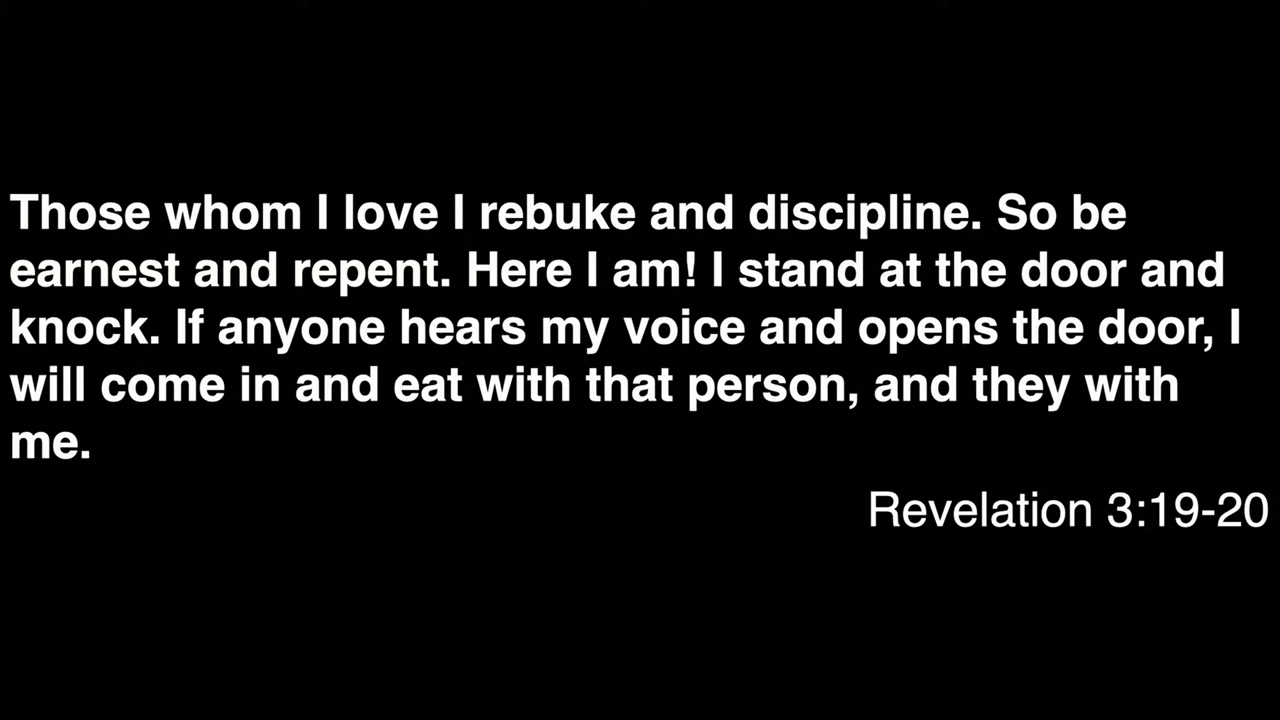 Those whom I love I rebuke and discipline. So be
earnest and repent. Here I am! I stand at the door and
knock. If anyone hears my voice and opens the door, I
will come in and eat with that person, and they with
me.
Revelation 3:19-20